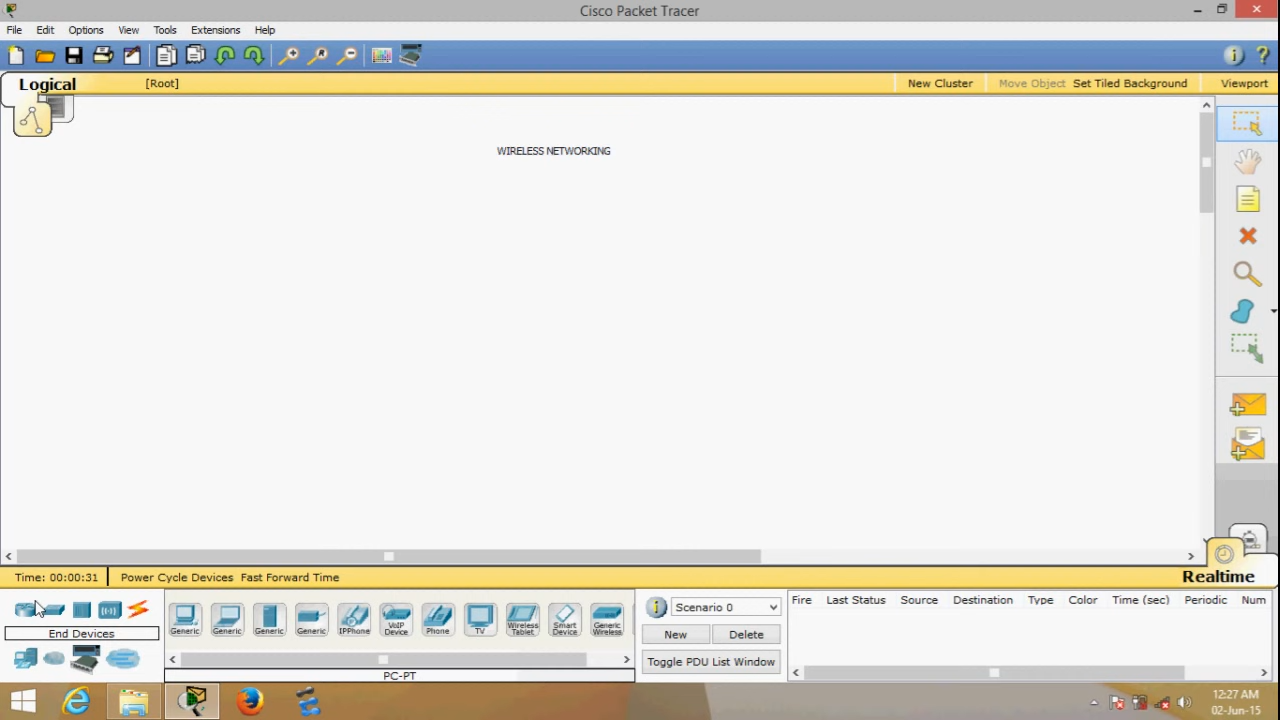 Cisco Packet Tracer
File Edit Options View Tools Extensions Help
Logical [Root] New Cluster Move Object Set Tiled Background Viewport
WIRELESS NETWORKING
Time: 00:00:31 Power Cycle Devices Fast Forward Time Realtime
End Devices
Generic Generic Generic Generic IPPhone VoIP Device Phone TV Wireless Tablet Smart Device Generic Wireless
PC-PT
Scenario 0
New Delete
Toggle PDU List Window
Fire Last Status Source Destination Type Color Time (sec) Periodic Num
12:27 AM
02-Jun-15